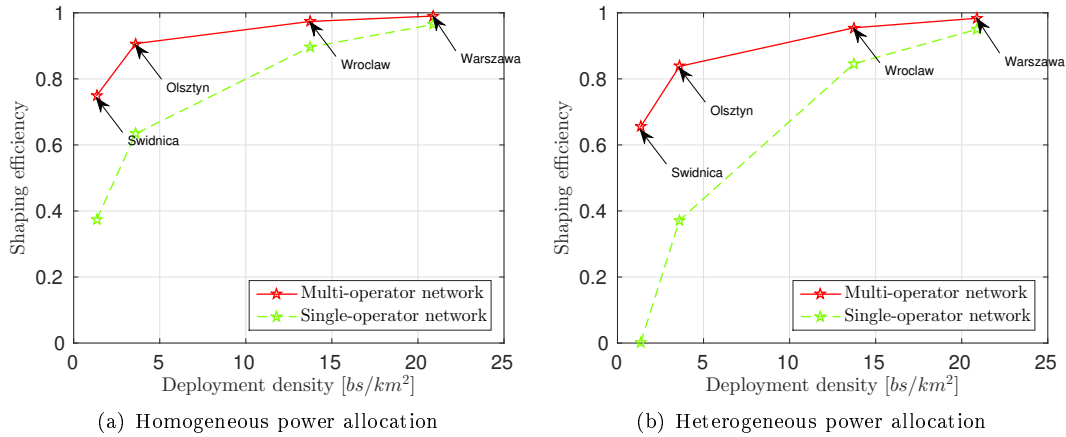 1
0.8
0.6
0.4
0.2
0
Shaping efficiency
Swidnica
Olsztyn
Wroclaw
Warszawa
Multi-operator network
Single-operator network
0 5 10 15 20 25
Deployment density [bs/km²]
(a) Homogeneous power allocation
1
0.8
0.6
0.4
0.2
0
Shaping efficiency
Swidnica
Olsztyn
Wroclaw
Warszawa
Multi-operator network
Single-operator network
0 5 10 15 20 25
Deployment density [bs/km²]
(b) Heterogeneous power allocation